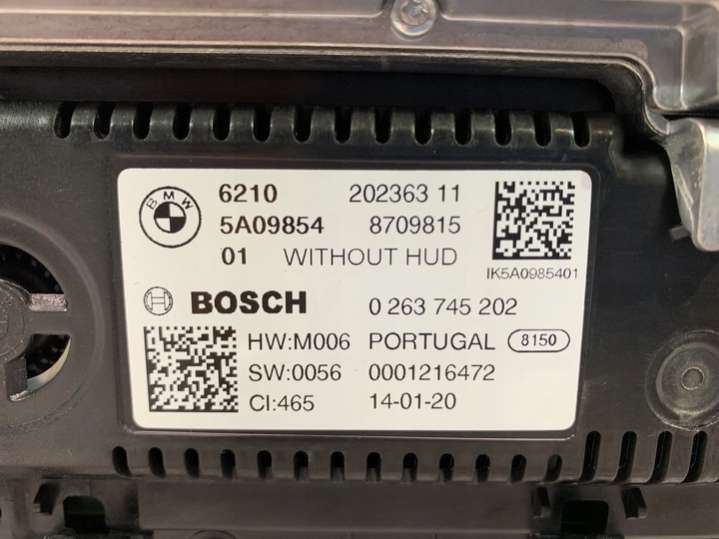 BMW 6210 202363 11
5A09854 8709815
01 WITHOUT HUD
IK5A0985401
BOSCH 0 263 745 202
HW:M006 PORTUGAL 8150
SW:0056 0001216472
CI:465 14-01-20